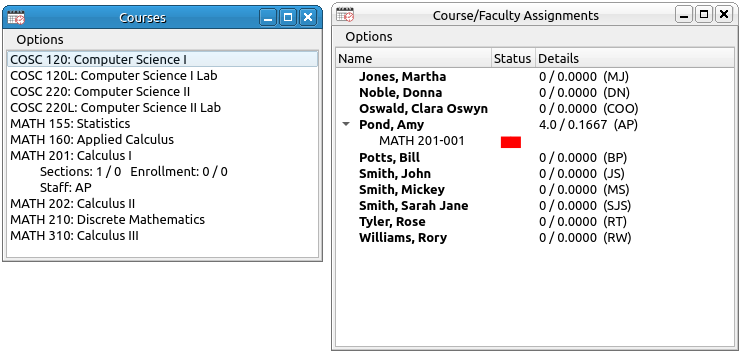 Courses
Options
COSC 120: Computer Science I
COSC 120L: Computer Science I Lab
COSC 220: Computer Science II
COSC 220L: Computer Science II Lab
MATH 155: Statistics
MATH 160: Applied Calculus
MATH 201: Calculus I
Sections: 1 / 0 Enrollment: 0 / 0
Staff: AP
MATH 202: Calculus II
MATH 210: Discrete Mathematics
MATH 310: Calculus III
Course/Faculty Assignments
Options
Name Status Details
Jones, Martha 0 / 0.0000 (MJ)
Noble, Donna 0 / 0.0000 (DN)
Oswald, Clara Oswyn 0 / 0.0000 (COO)
Pond, Amy 4.0 / 0.1667 (AP)
MATH 201-001
Potts, Bill 0 / 0.0000 (BP)
Smith, John 0 / 0.0000 (JS)
Smith, Mickey 0 / 0.0000 (MS)
Smith, Sarah Jane 0 / 0.0000 (SJS)
Tyler, Rose 0 / 0.0000 (RT)
Williams, Rory 0 / 0.0000 (RW)